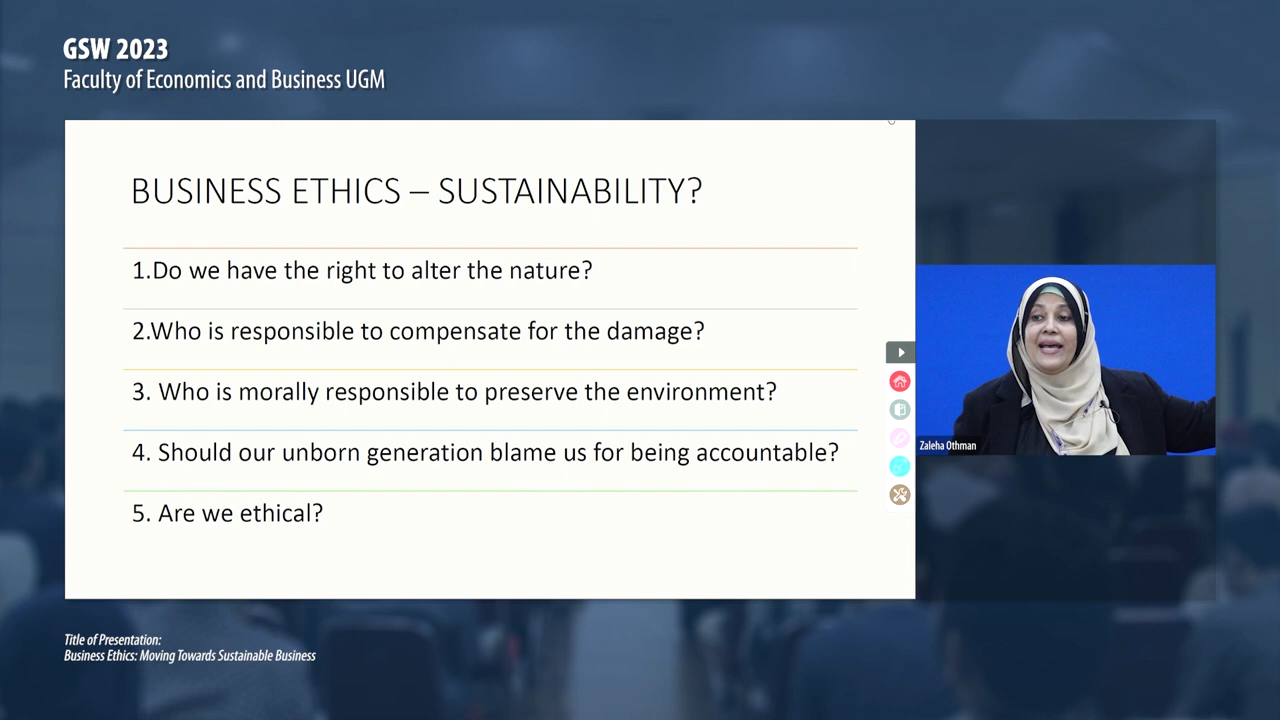 GSW 2023
Faculty of Economics and Business UGM
BUSINESS ETHICS – SUSTAINABILITY?
1.Do we have the right to alter the nature?
2.Who is responsible to compensate for the damage?
3. Who is morally responsible to preserve the environment?
4. Should our unborn generation blame us for being accountable?
5. Are we ethical?
Zaleha Othman
Title of Presentation:
Business Ethics: Moving Towards Sustainable Business